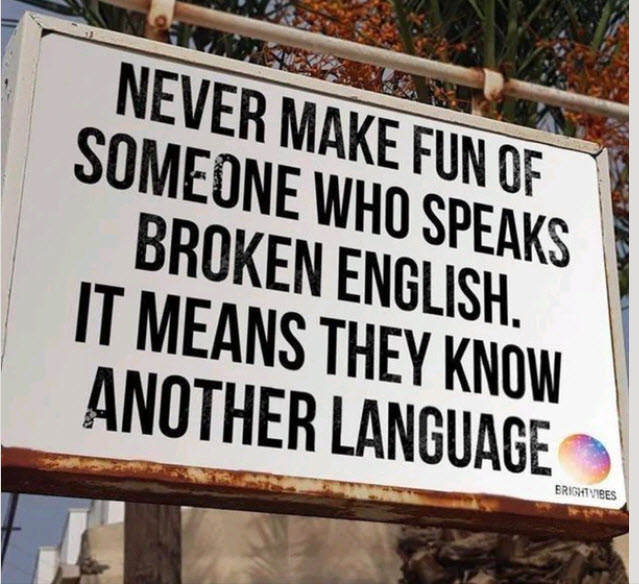 NEVER MAKE FUN OF
SOMEONE WHO SPEAKS
BROKEN ENGLISH.
IT MEANS THEY KNOW
ANOTHER LANGUAGE
BRIGHTVIBES